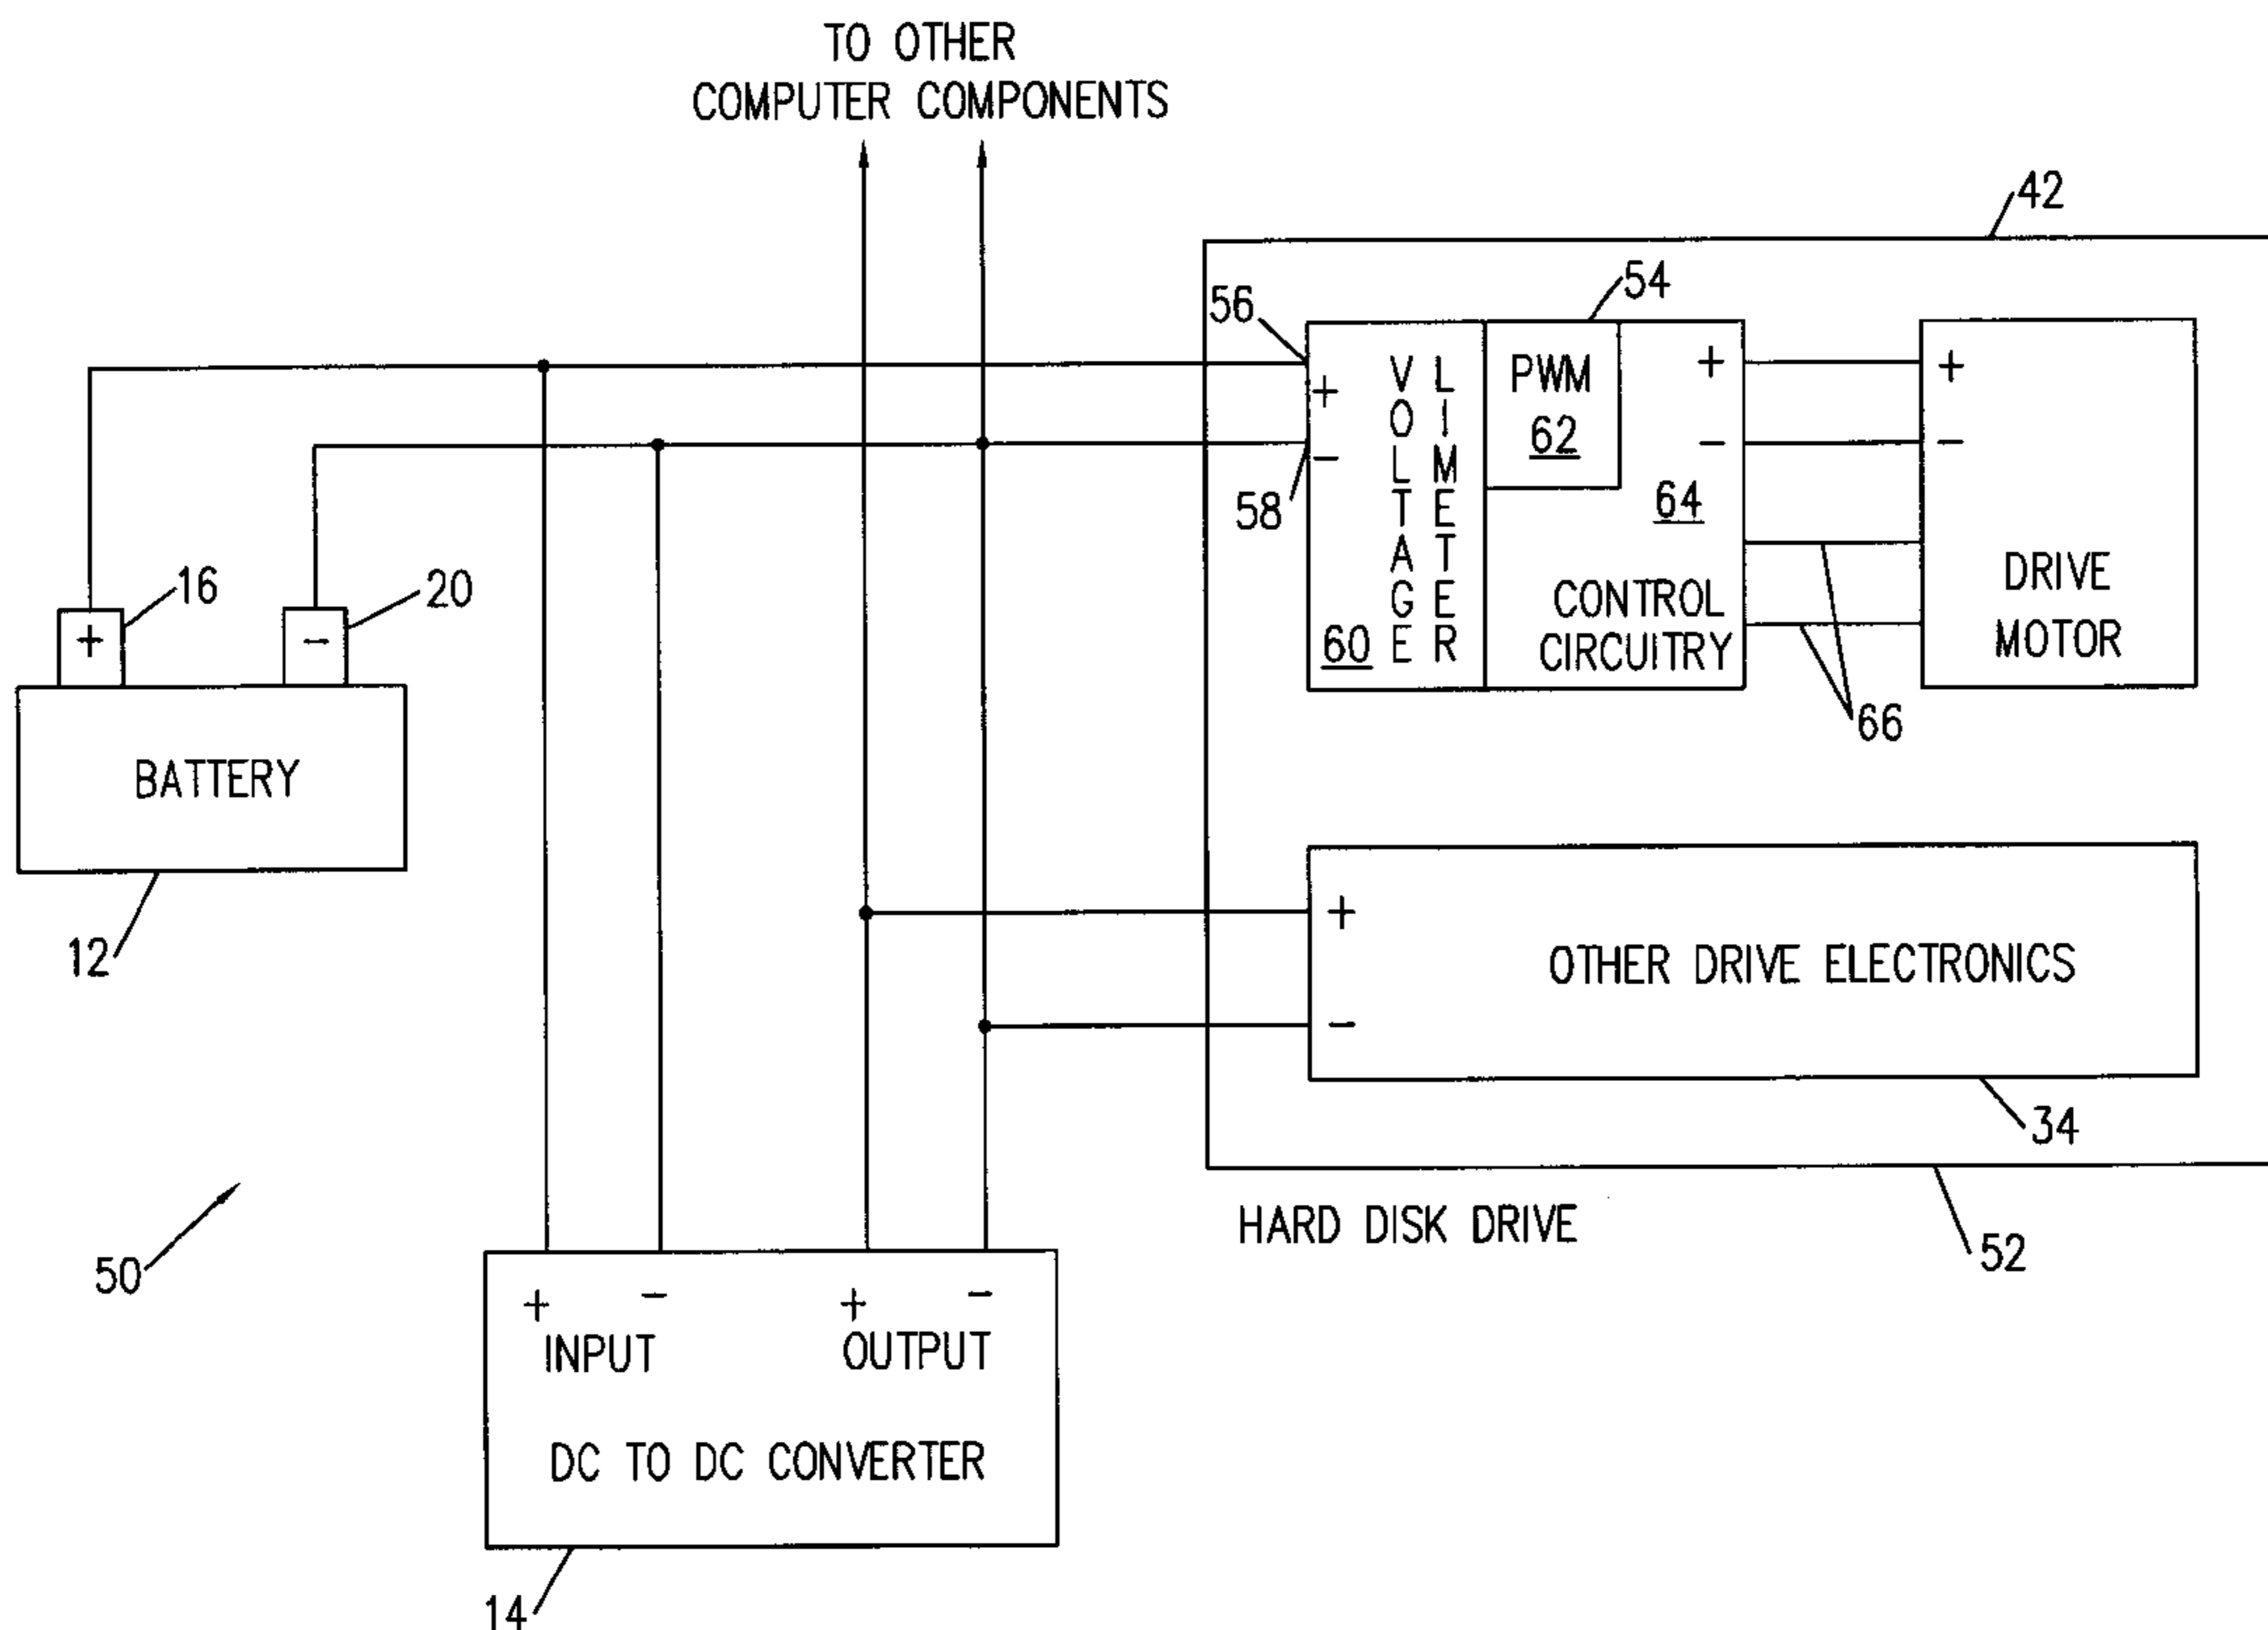 TO OTHER
COMPUTER COMPONENTS
42
54
56
+
-
58
VOLTAGE
LIMETER
60
PWM
62
+
-
64
CONTROL
CIRCUITRY
66
+
-
DRIVE
MOTOR
16
+
20
-
BATTERY
12
+
-
OTHER DRIVE ELECTRONICS
34
HARD DISK DRIVE
52
50
+ - + -
INPUT OUTPUT
DC TO DC CONVERTER
14